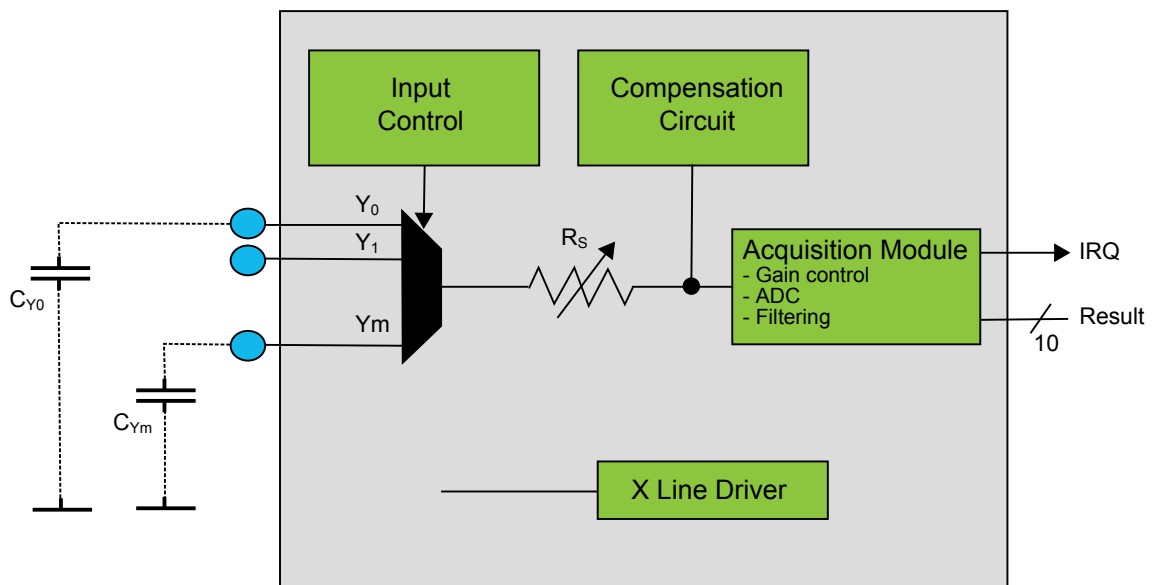 Input
Control
Compensation
Circuit
Y0
Y1
Ym
RS
CY0
CYm
Acquisition Module
- Gain control
- ADC
- Filtering
IRQ
Result
10
X Line Driver